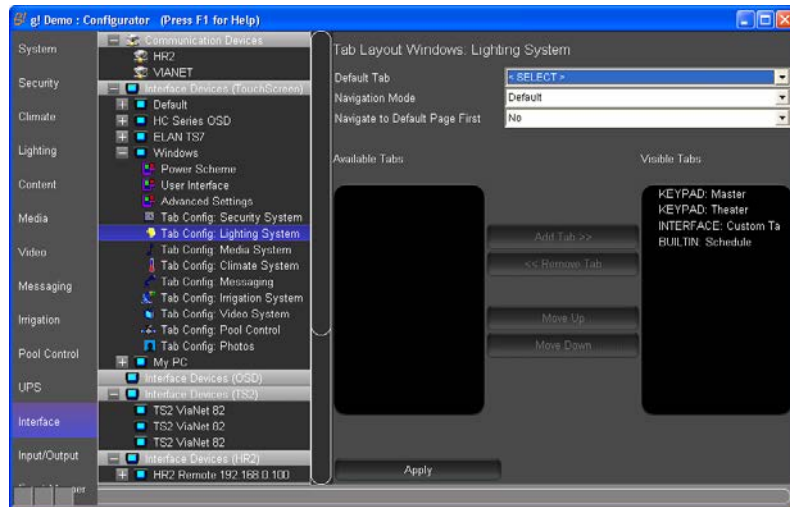 g! Demo : Configurator (Press F1 for Help)
System
Security
Climate
Lighting
Content
Media
Video
Messaging
Irrigation
Pool Control
UPS
Interface
Input/Output
Communication Devices
HR2
VIANET
Interface Devices (TouchScreen)
Default
HC Series OSD
ELAN TS7
Windows
Power Scheme
User Interface
Advanced Settings
Tab Config: Security System
Tab Config: Lighting System
Tab Config: Media System
Tab Config: Climate System
Tab Config: Messaging
Tab Config: Irrigation System
Tab Config: Video System
Tab Config: Pool Control
Tab Config: Photos
My PC
Interface Devices (OSD)
Interface Devices (TS2)
TS2 ViaNet 82
TS2 ViaNet 82
TS2 ViaNet 82
Interface Devices (HR2)
HR2 Remote 192.168.0.100
Tab Layout Windows: Lighting System
Default Tab
< SELECT >
Navigation Mode
Default
Navigate to Default Page First
No
Available Tabs
Visible Tabs
KEYPAD: Master
KEYPAD: Theater
INTERFACE: Custom Ta
BUILTIN: Schedule
Add Tab >>
<< Remove Tab
Move Up
Move Down
Apply